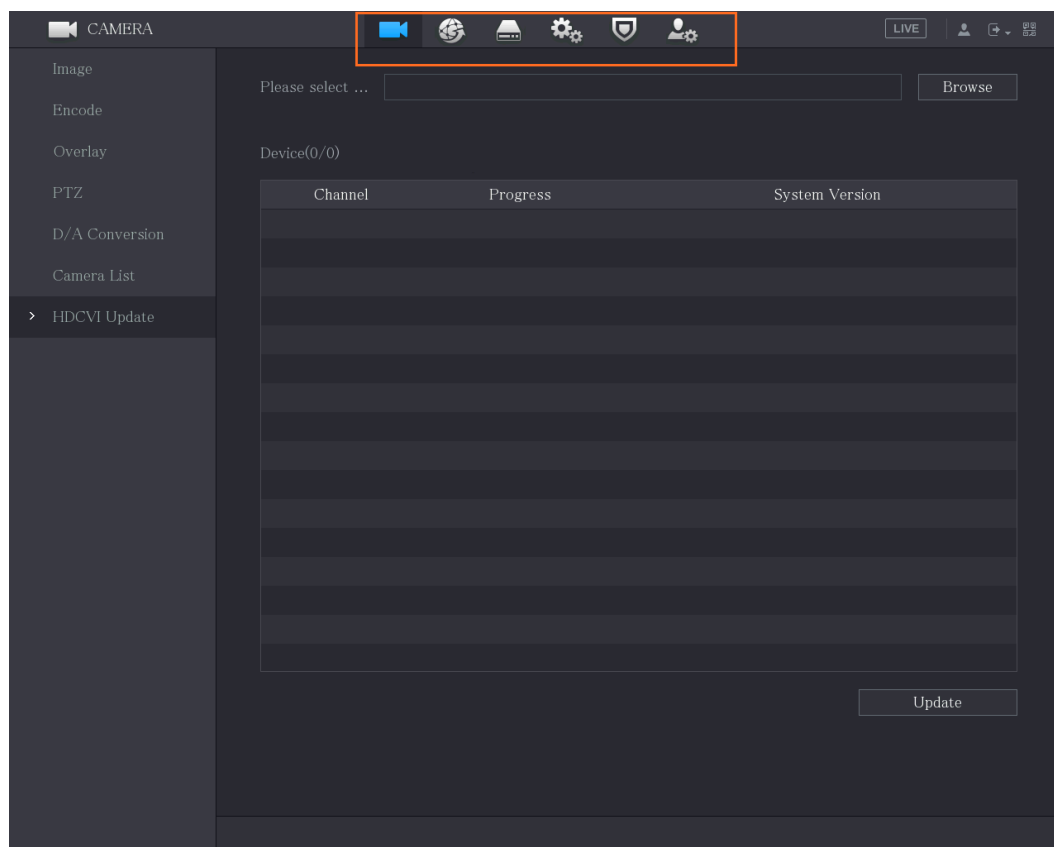 CAMERA
LIVE
Image
Encode
Overlay
PTZ
D/A Conversion
Camera List
HDCVI Update
Please select ...
Browse
Device(0/0)
Channel Progress System Version
Update